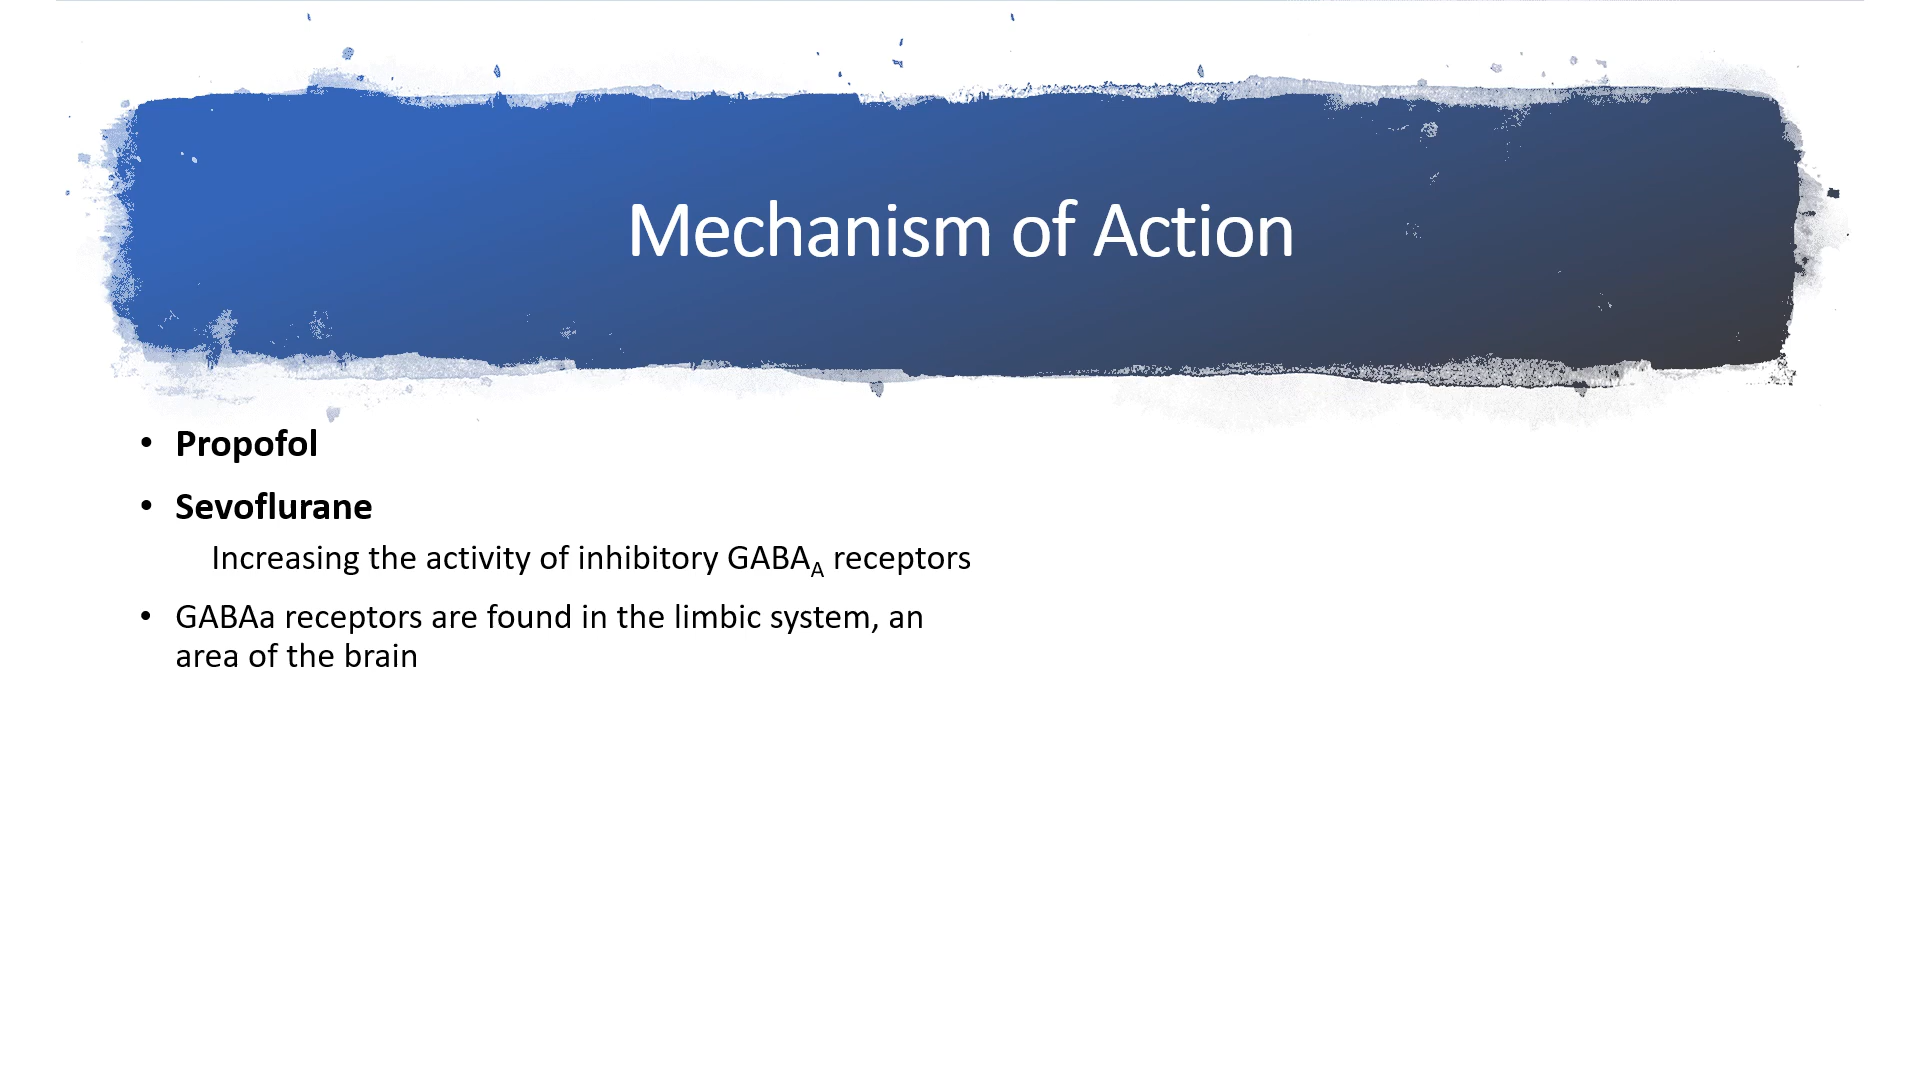 Mechanism of Action
• Propofol
• Sevoflurane
Increasing the activity of inhibitory GABA_A receptors
• GABAa receptors are found in the limbic system, an
area of the brain